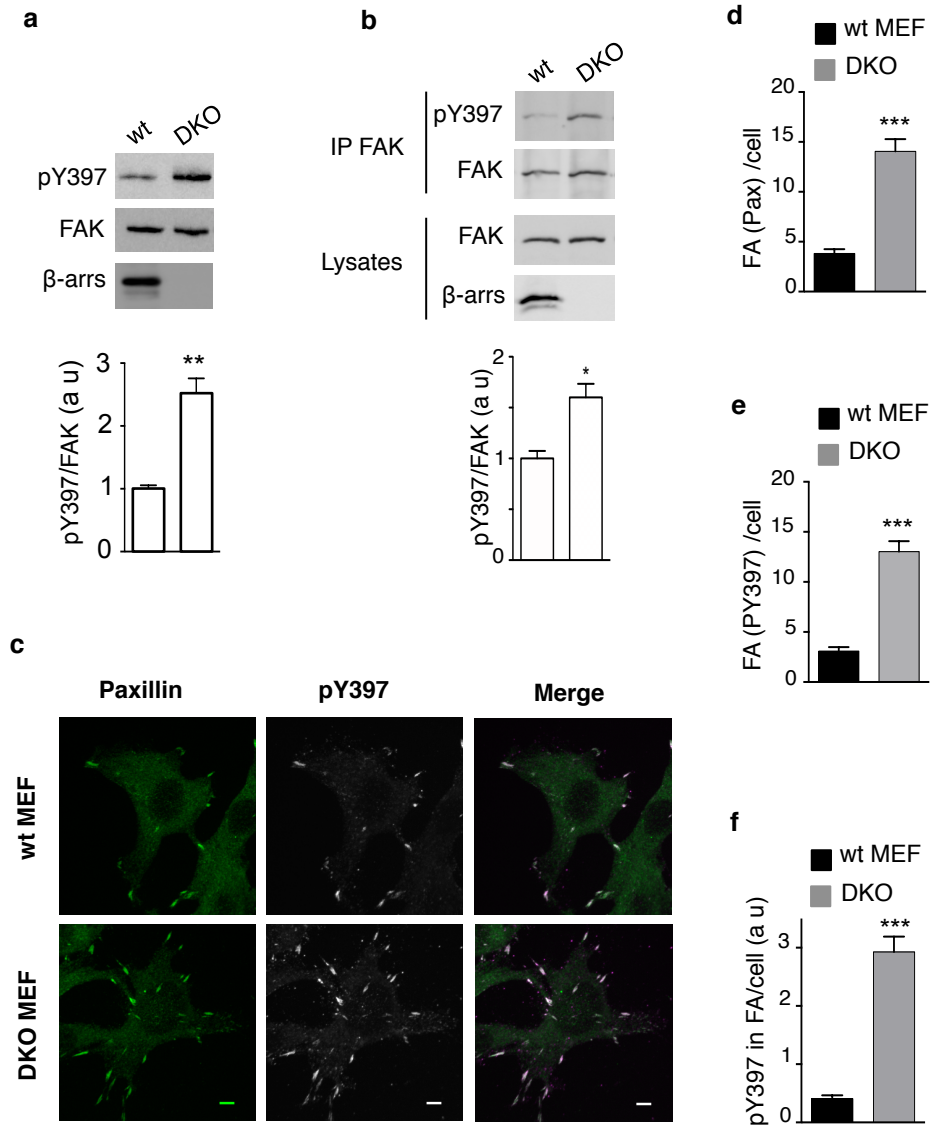 a
wt DKO
pY397
FAK
β-arrs
pY397/FAK (a u)
3
**
2
1
0
b
wt DKO
IP FAK
pY397
FAK
Lysates
FAK
β-arrs
pY397/FAK (a u)
2
*
1
0
c
Paxillin pY397 Merge
wt MEF
DKO MEF
d
wt MEF
DKO
FA (Pax) /cell
20
***
15
10
5
0
e
wt MEF
DKO
FA (PY397) /cell
20
***
15
10
5
0
f
wt MEF
DKO
pY397 in FA/cell (a u)
***
3
2
1
0